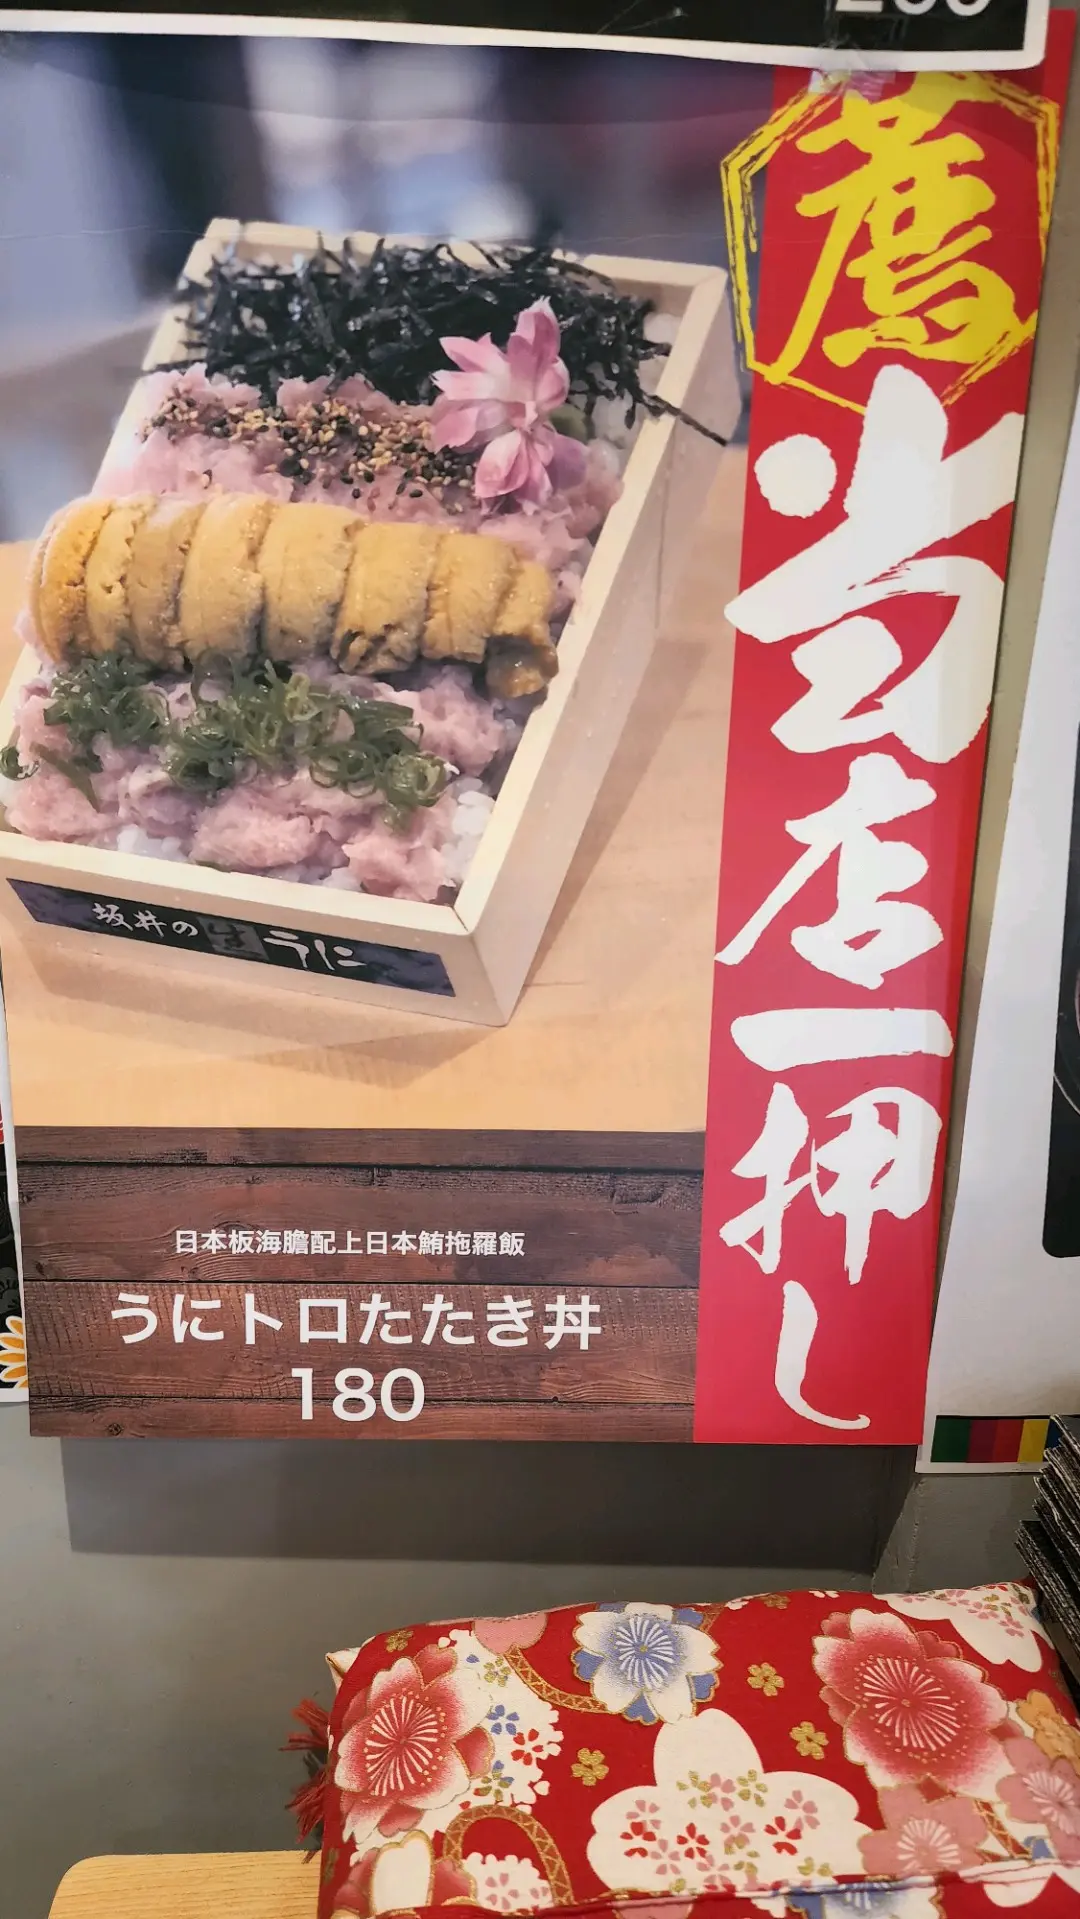 薦
当店一押し
坂井の生うに
日本板海膽配上日本鮪拖羅飯
うにトロたたき丼
180